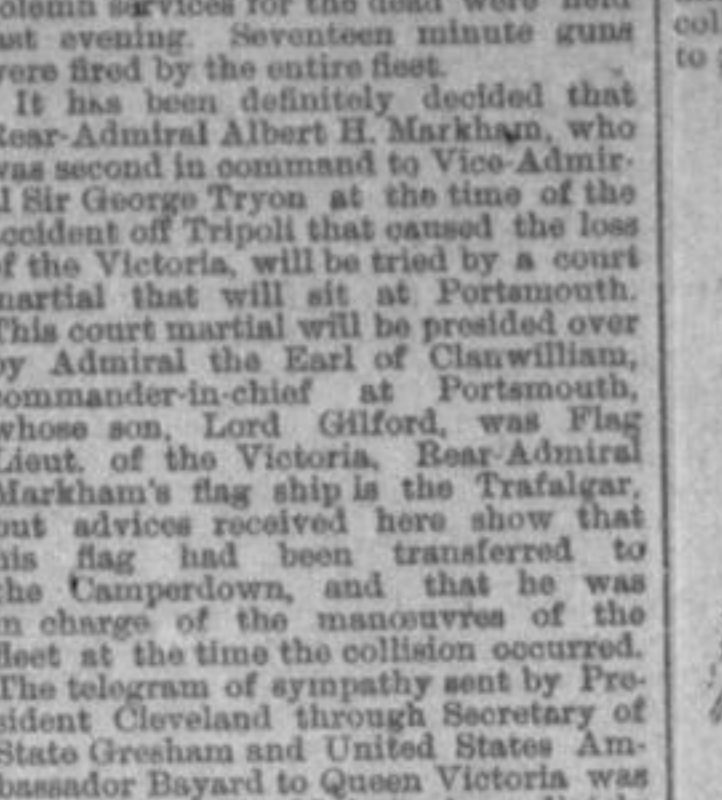 olemn services for the dead were held
ast evening. Seventeen minute guns
vere fired by the entire fleet.
It has been definitely decided that
Rear-Admiral Albert H. Markham, who
was second in command to Vice-Admir-
l Sir George Tryon at the time of the
ccident off Tripoli that caused the loss
f the Victoria, will be tried by a court
martial that will sit at Portsmouth.
This court martial will be presided over
by Admiral the Earl of Clanwilliam,
commander-in-chief at Portsmouth,
whose son, Lord Gilford, was Flag
Lieut. of the Victoria. Rear-Admiral
Markham's flag ship is the Trafalgar,
but advices received here show that
his flag had been transferred to
the Camperdown, and that he was
in charge of the manœuvres of the
fleet at the time the collision occurred.
The telegram of sympathy sent by Pre-
sident Cleveland through Secretary of
State Gresham and United States Am-
bassador Bayard to Queen Victoria was
col
to